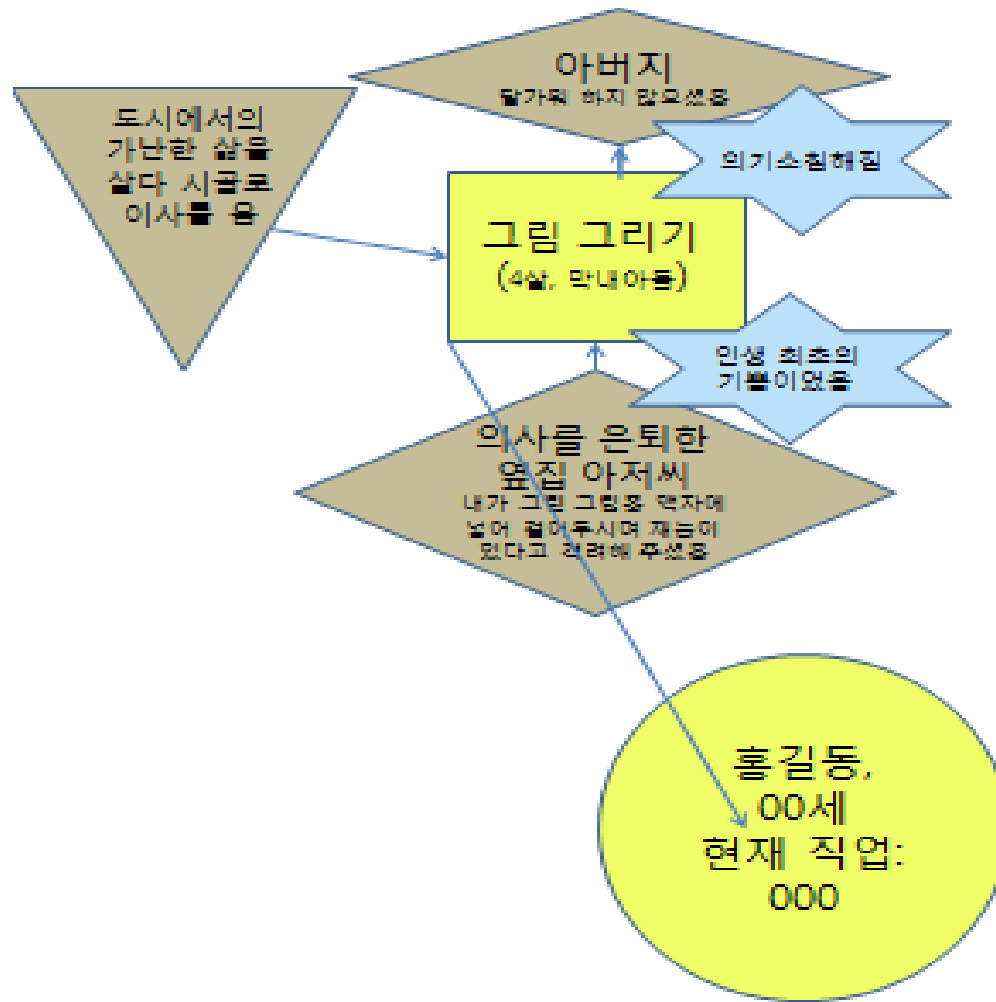 아버지
달가워 하지 않으셨음
도시에서의
가난한 삶을
살다 시골로
이사를 옴
의기소침해짐
그림 그리기
(4살, 막내아들)
인생 최초의
기쁨이었음
의사를 은퇴한
옆집 아저씨
내가 그린 그림을 액자에
넣어 걸어두시며 재능이
있다고 격려해 주셨음
홍길동,
00세
현재 직업:
000